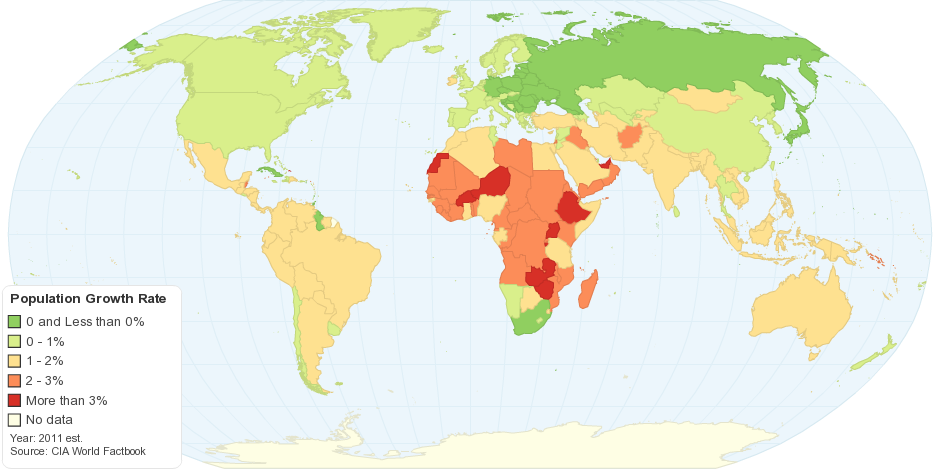 Population Growth Rate
0 and Less than 0%
0 - 1%
1 - 2%
2 - 3%
More than 3%
No data
Year: 2011 est.
Source: CIA World Factbook